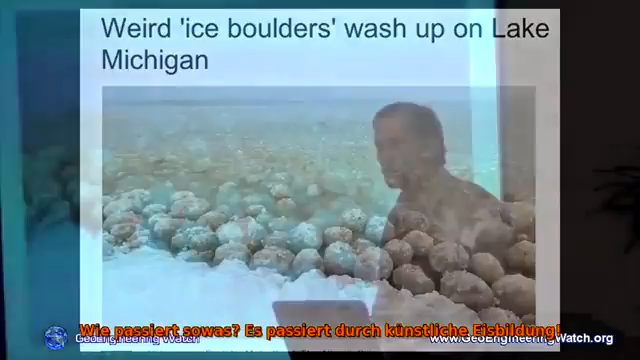 Weird 'ice boulders' wash up on Lake
Michigan
Wie passiert sowas? Es passiert durch künstliche Eisbildung!
Geoengineering Watch
www.GeoEngineeringWatch.org